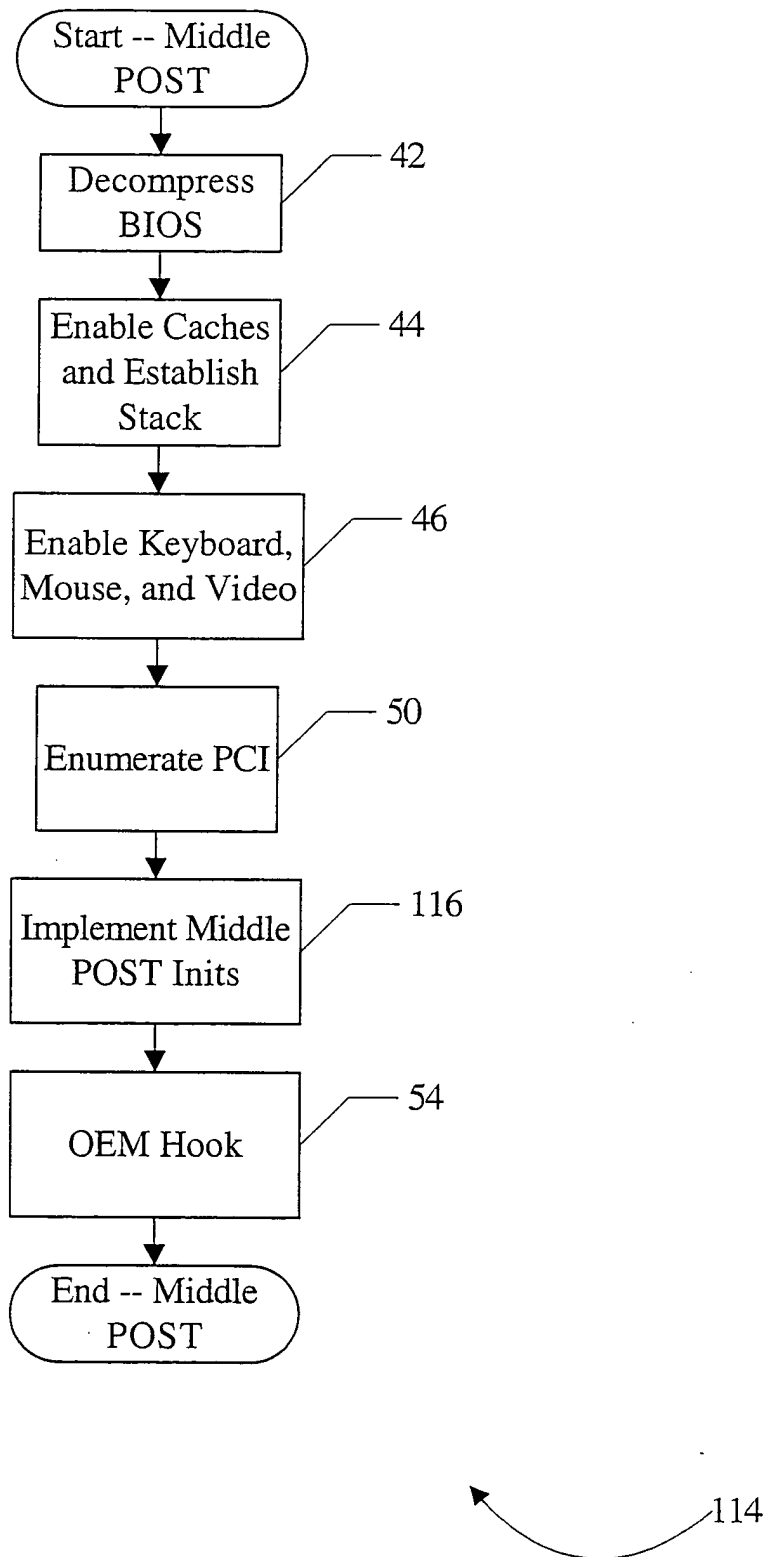 Start -- Middle
POST
Decompress
BIOS
42
Enable Caches
and Establish
Stack
44
Enable Keyboard,
Mouse, and Video
46
Enumerate PCI
50
Implement Middle
POST Inits
116
OEM Hook
54
End -- Middle
POST
114